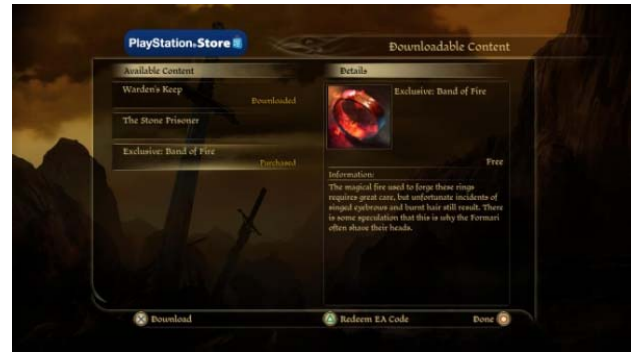 PlayStation Store
Downloadable Content
Available Content
Warden's Keep
Downloaded
The Stone Prisoner
Exclusive: Band of Fire
Purchased
Details
Exclusive: Band of Fire
Free
Information:
The magical fire used to forge these rings
requires great care, but unfortunate incidents of
singed eyebrows and burnt hair still result. There
is some speculation that this is why the Formari
often shave their heads.
Download
Redeem EA Code
Done